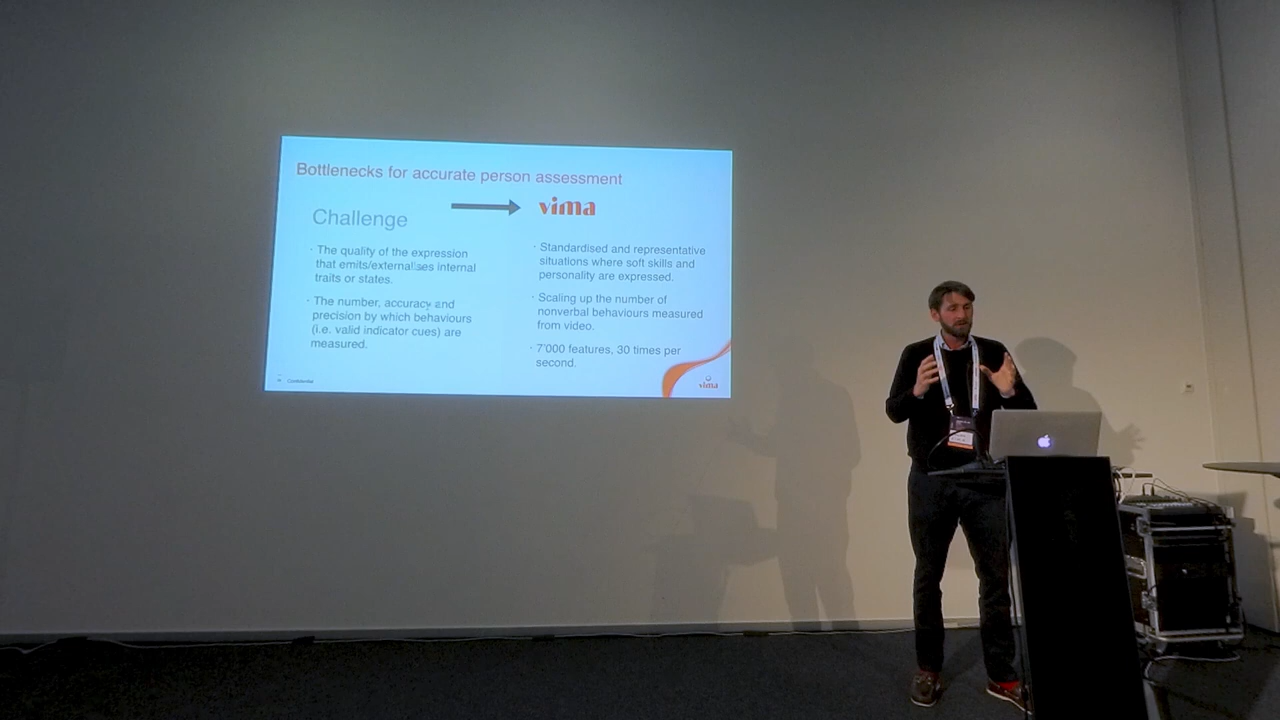 Bottlenecks for accurate person assessment
Challenge
· The quality of the expression
that emits/externalises internal
traits or states.
· The number, accuracy and
precision by which behaviours
(i.e. valid indicator cues) are
measured.
vima
· Standardised and representative
situations where soft skills and
personality are expressed.
· Scaling up the number of
nonverbal behaviours measured
from video.
· 7'000 features, 30 times per
second.
Confidential
vima